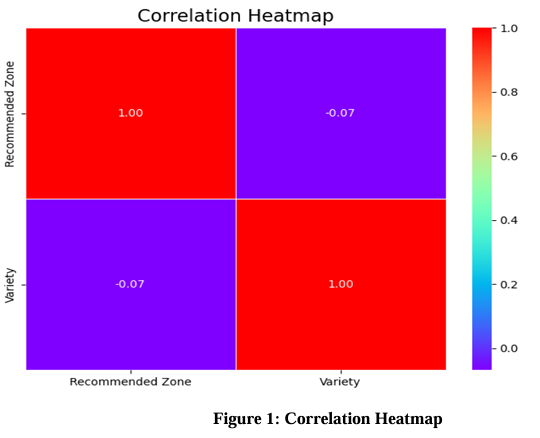 Correlation Heatmap
Recommended Zone
1.00
-0.07
Variety
-0.07
1.00
Recommended Zone
Variety
1.0
0.8
0.6
0.4
0.2
0.0
Figure 1: Correlation Heatmap